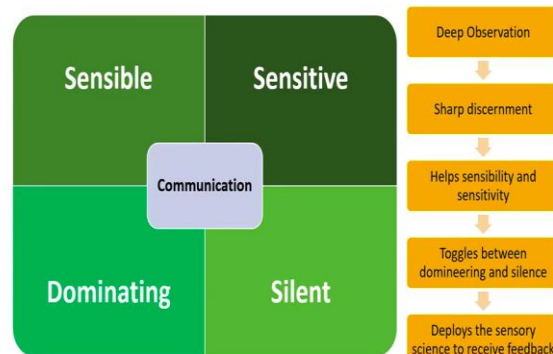 Sensible
Sensitive
Communication
Dominating
Silent
Deep Observation
Sharp discernment
Helps sensibility and
sensitivity
Toggles between
domineering and silence
Deploys the sensory
science to receive feedback